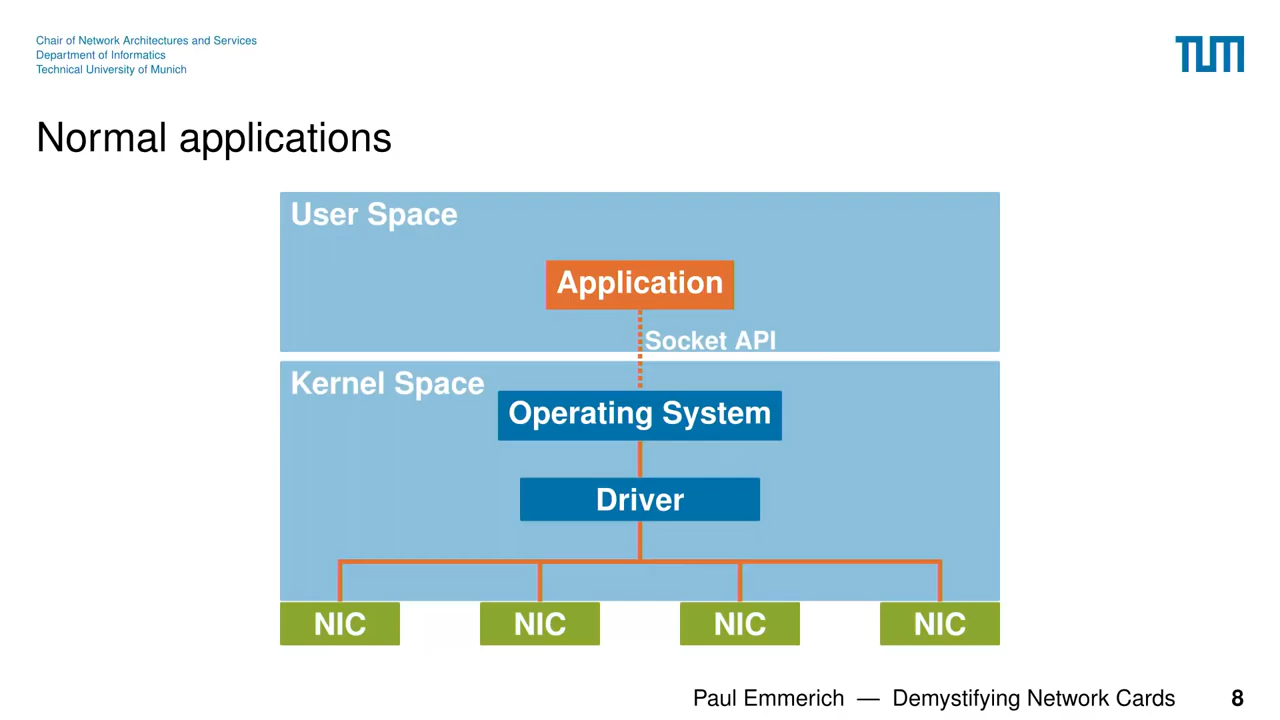 Chair of Network Architectures and Services
Department of Informatics
Technical University of Munich
TUM
Normal applications
User Space
Application
Socket API
Kernel Space
Operating System
Driver
NIC NIC NIC NIC
Paul Emmerich — Demystifying Network Cards 8